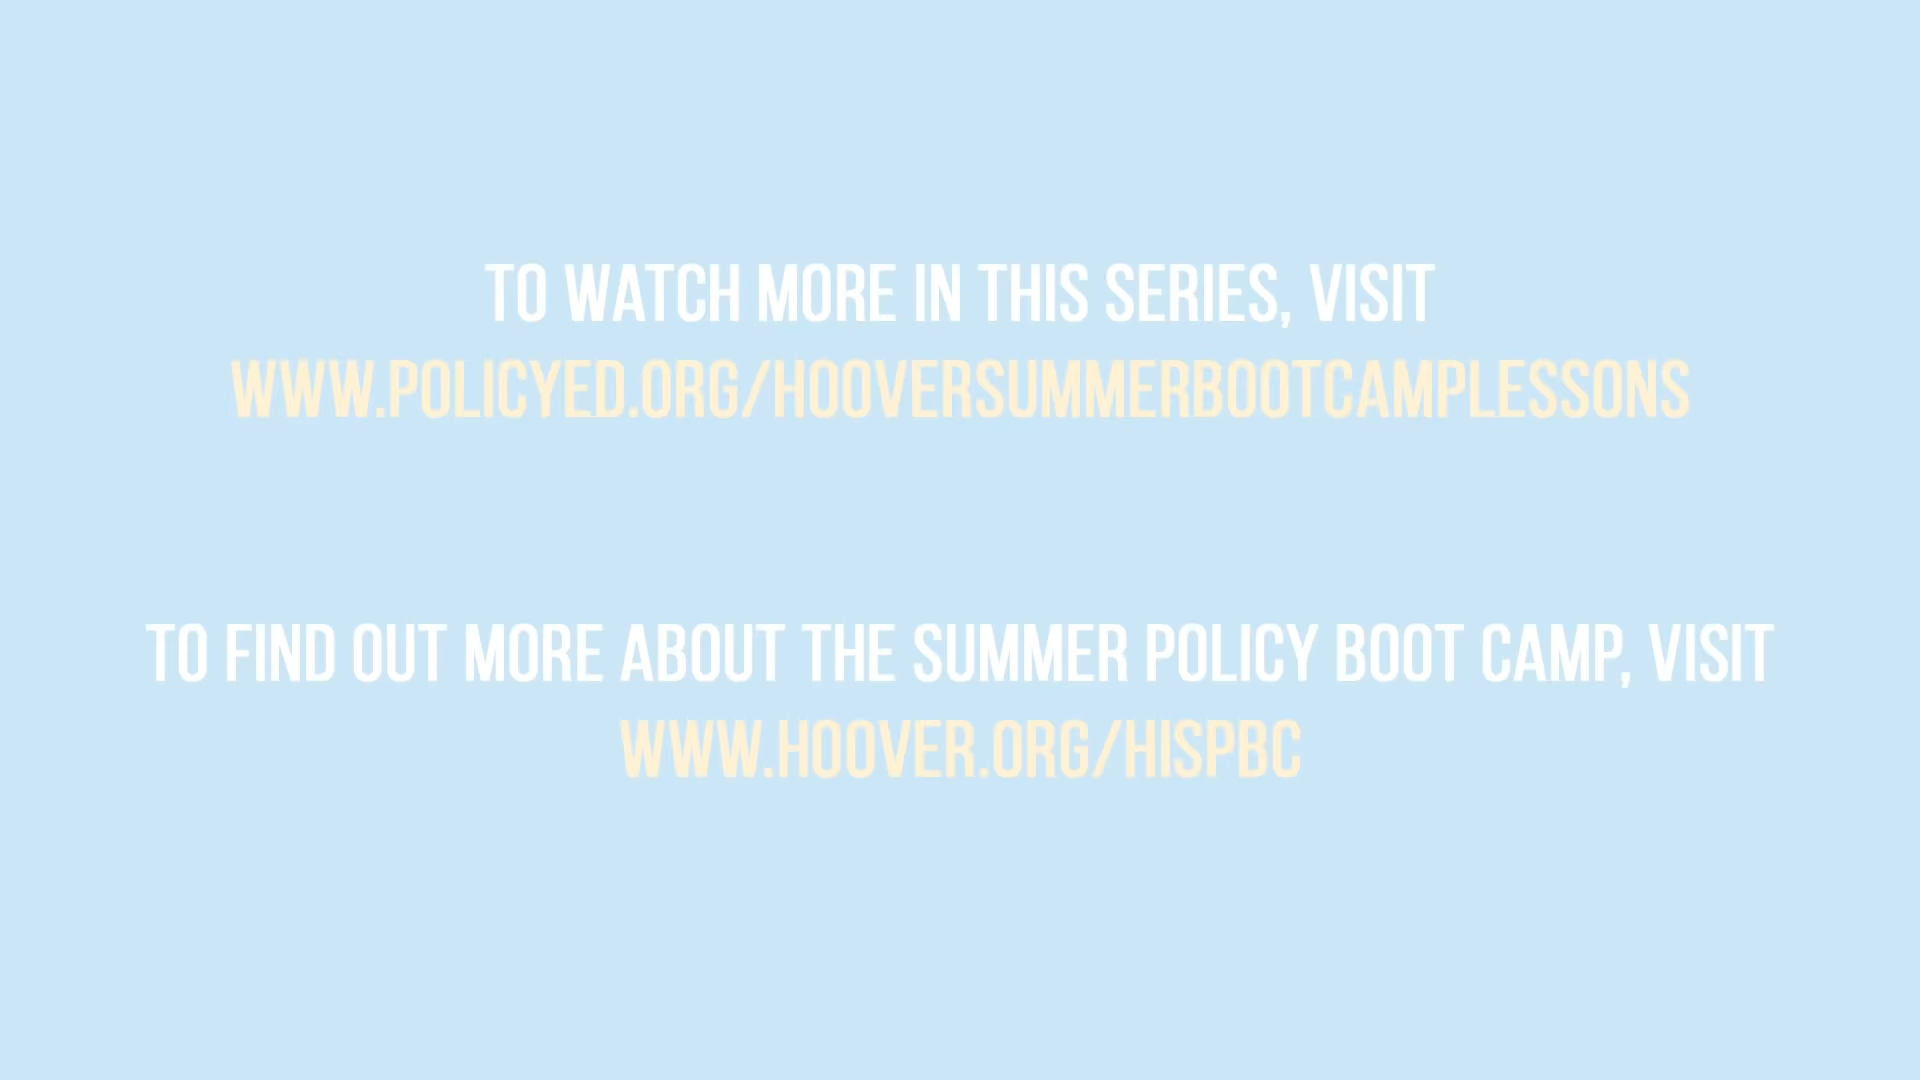 TO WATCH MORE IN THIS SERIES, VISIT
WWW.POLICYED.ORG/HOOVERSUMMERBOOTCAMPLESSONS
TO FIND OUT MORE ABOUT THE SUMMER POLICY BOOT CAMP, VISIT
WWW.HOOVER.ORG/HISPBC